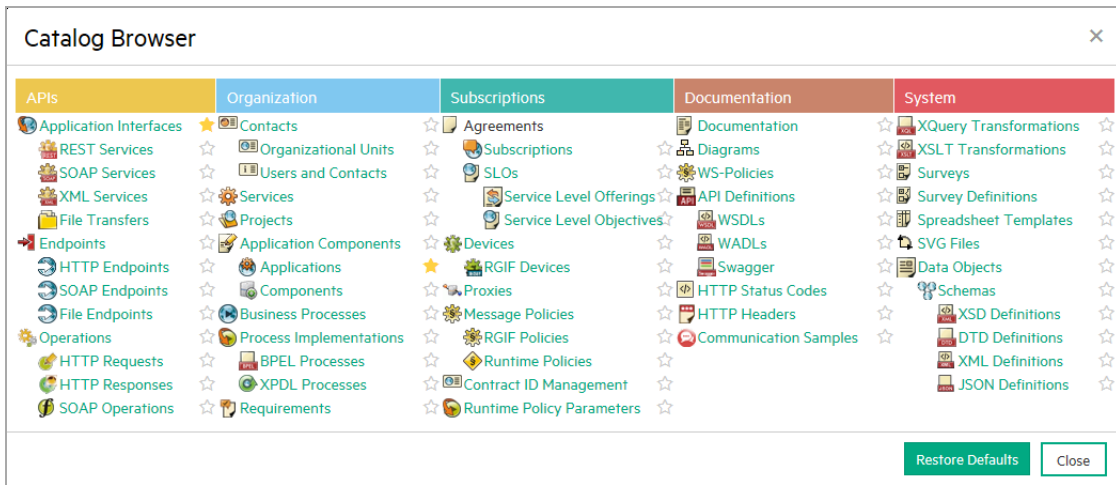 Catalog Browser
APIs
Application Interfaces
REST Services
SOAP Services
XML Services
File Transfers
Endpoints
HTTP Endpoints
SOAP Endpoints
File Endpoints
Operations
HTTP Requests
HTTP Responses
SOAP Operations
Organization
Contacts
Organizational Units
Users and Contacts
Services
Projects
Application Components
Applications
Components
Business Processes
Process Implementations
BPEL Processes
XPDL Processes
Requirements
Subscriptions
Agreements
Subscriptions
SLOs
Service Level Offerings
Service Level Objectives
Devices
RGIF Devices
Proxies
Message Policies
RGIF Policies
Runtime Policies
Contract ID Management
Runtime Policy Parameters
Documentation
Documentation
Diagrams
WS-Policies
API Definitions
WSDLs
WADLs
Swagger
HTTP Status Codes
HTTP Headers
Communication Samples
System
XQuery Transformations
XSLT Transformations
Surveys
Survey Definitions
Spreadsheet Templates
SVG Files
Data Objects
Schemas
XSD Definitions
DTD Definitions
XML Definitions
JSON Definitions
Restore Defaults
Close